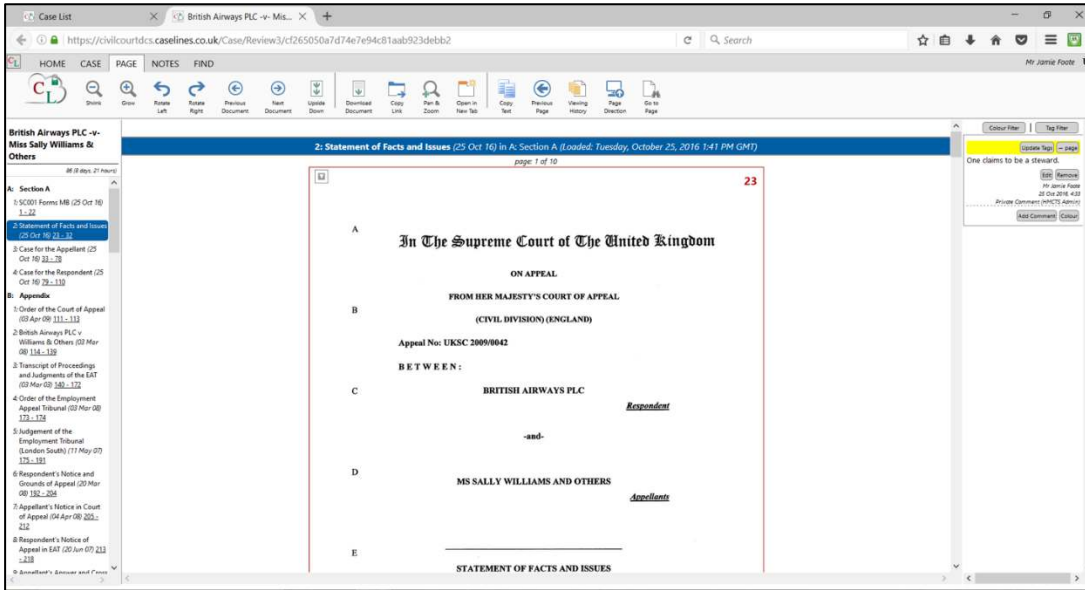 Case List
British Airways PLC -v- Mis...
https://civilcourtdcs.caselines.co.uk/Case/Review3/cf265050a7d74e7e94c81aab923debb2
Search
CL HOME CASE PAGE NOTES FIND
Mr Jamie Foote
CL
Shrink
Grow
Rotate Left
Rotate Right
Previous Document
Next Document
Upside Down
Download Document
Copy Link
Pan & Zoom
Open in New Tab
Copy Text
Previous Page
Viewing History
Page Direction
Go to Page
British Airways PLC -v-
Miss Sally Williams &
Others
A: Section A
1: SC001 Forms MB (25 Oct 16)
1 - 22
2: Statement of Facts and Issues
(25 Oct 16) 23 - 32
3: Case for the Appellant (25
Oct 16) 33 - 78
4: Case for the Respondent (25
Oct 16) 79 - 110
B: Appendix
1: Order of the Court of Appeal
(03 Apr 09) 111 - 113
2: British Airways PLC v
Williams & Others (03 Mar
08) 114 - 139
3: Transcript of Proceedings
and Judgments of the EAT
(03 Mar 03) 140 - 172
4: Order of the Employment
Appeal Tribunal (03 Mar 08)
173 - 174
5: Judgement of the
Employment Tribunal
(London South) (11 May 07)
175 - 191
6: Respondent's Notice and
Grounds of Appeal (20 Mar
08) 192 - 204
7: Appellant's Notice in Court
of Appeal (04 Apr 08) 205 -
212
8: Respondent's Notice of
Appeal in EAT (20 Jun 07) 213
- 218
9: Appellant's Answer and Cross
2: Statement of Facts and Issues (25 Oct 16) in A: Section A (Loaded: Tuesday, October 25, 2016 1:41 PM GMT)
page 1 of 10
23
A
In The Supreme Court of The United Kingdom
ON APPEAL
FROM HER MAJESTY'S COURT OF APPEAL
B
(CIVIL DIVISION) (ENGLAND)
Appeal No: UKSC 2009/0042
B E T W E E N :
C BRITISH AIRWAYS PLC
Respondent
-and-
D
MS SALLY WILLIAMS AND OTHERS
Appellants
E
STATEMENT OF FACTS AND ISSUES
Colour Filter | Tag Filter
Update Tags → page
One claims to be a steward.
Edit Remove
Mr Jamie Foote
Private Comment (HMCTS Admin)
Add Comment Colour